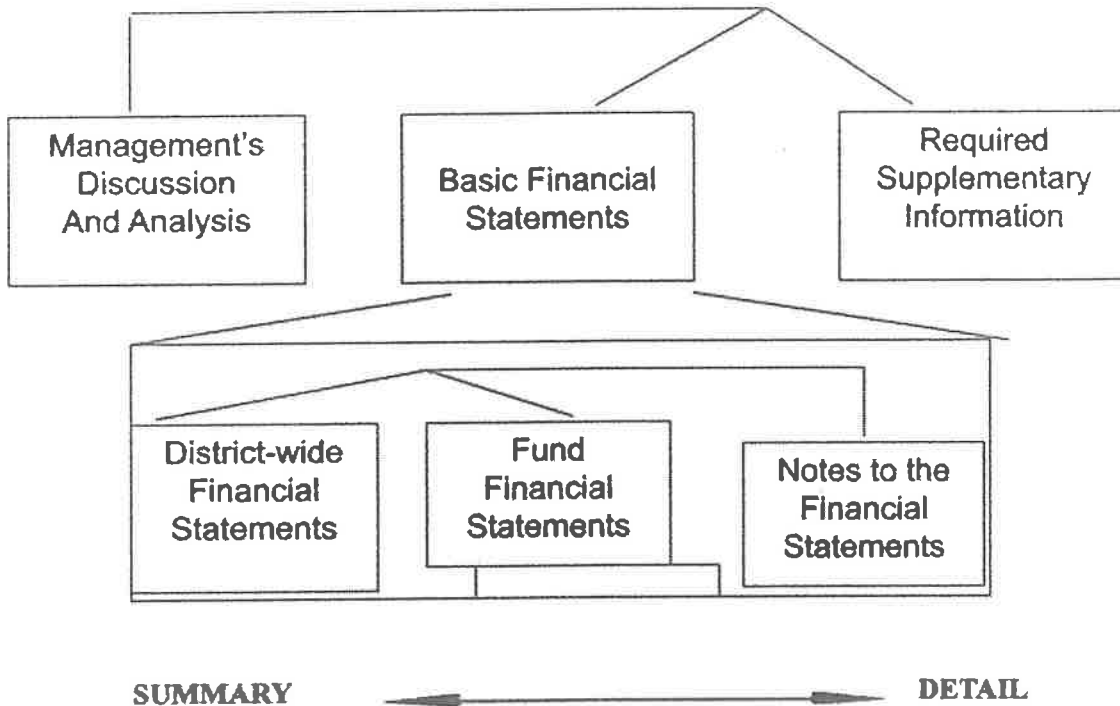 Management's
Discussion
And Analysis
Basic Financial
Statements
Required
Supplementary
Information
District-wide
Financial
Statements
Fund
Financial
Statements
Notes to the
Financial
Statements
SUMMARY
DETAIL